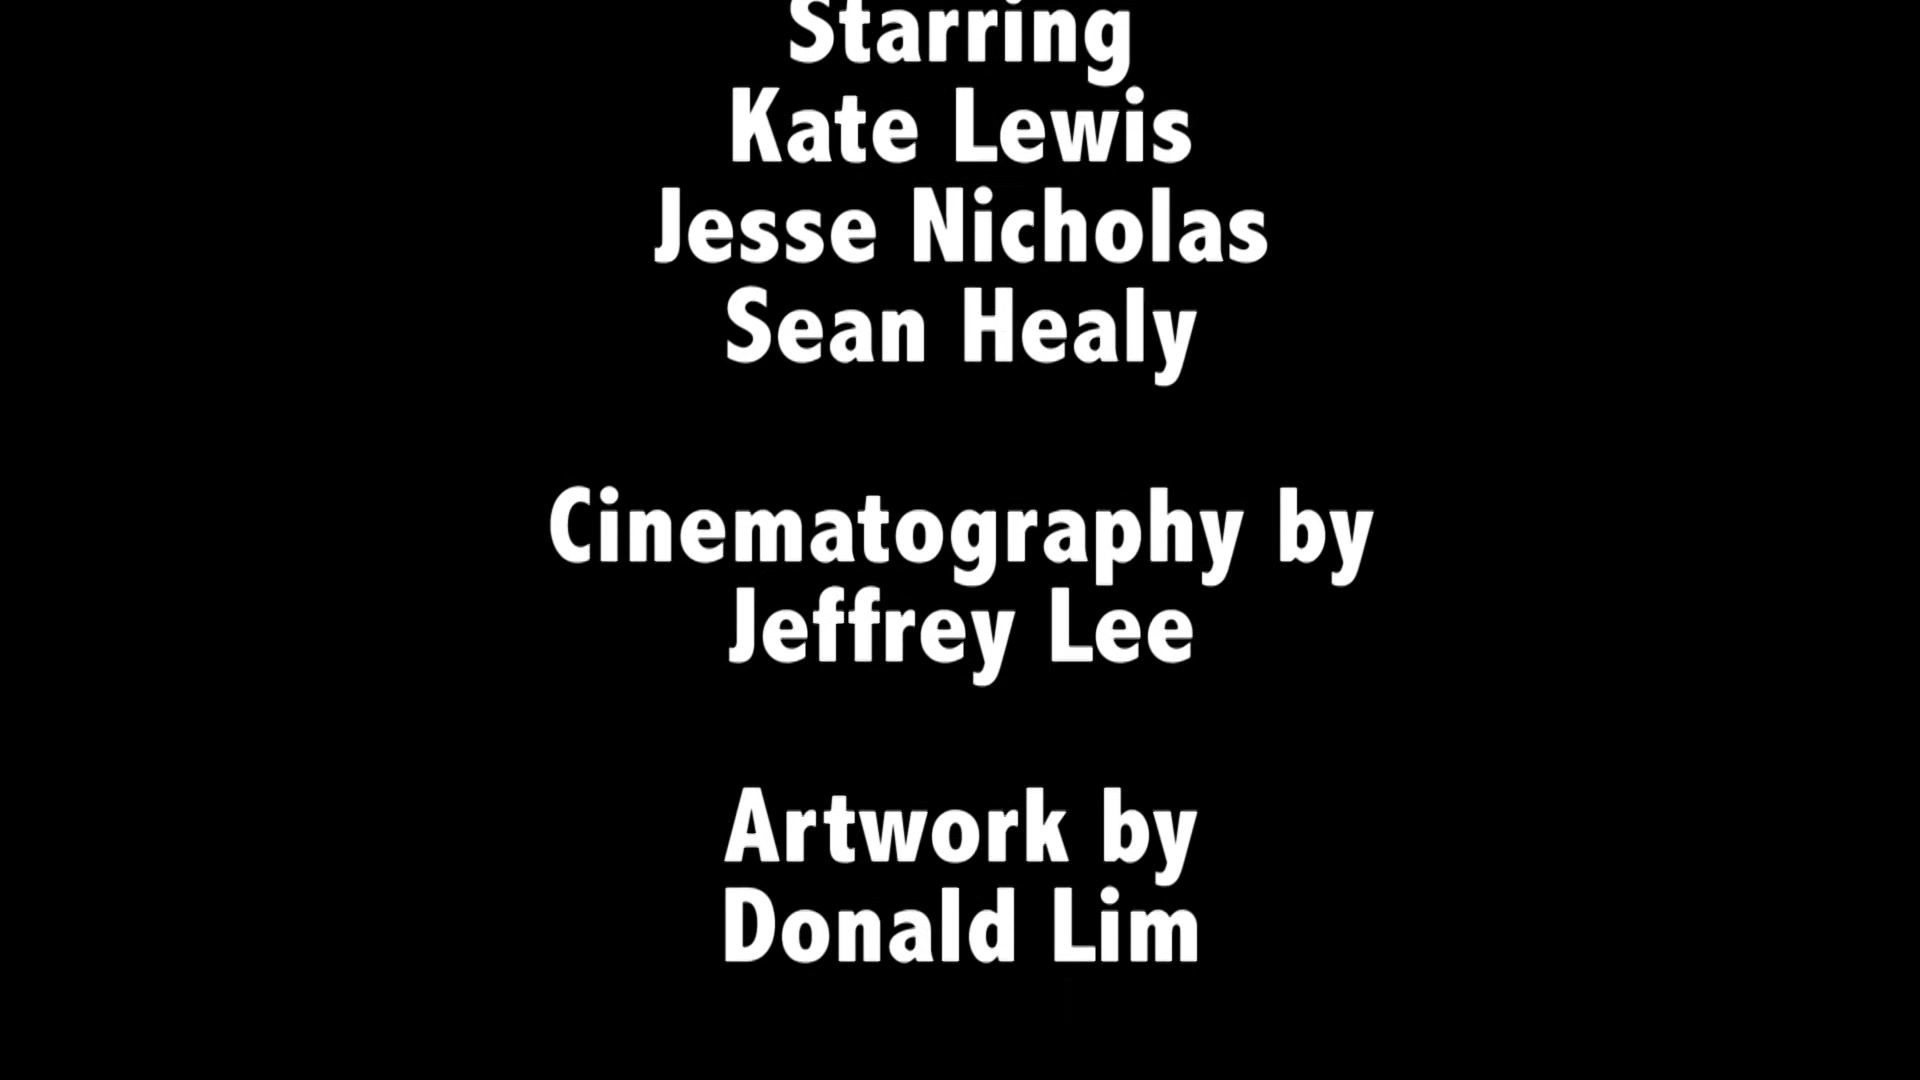 Starring
Kate Lewis
Jesse Nicholas
Sean Healy
Cinematography by
Jeffrey Lee
Artwork by
Donald Lim